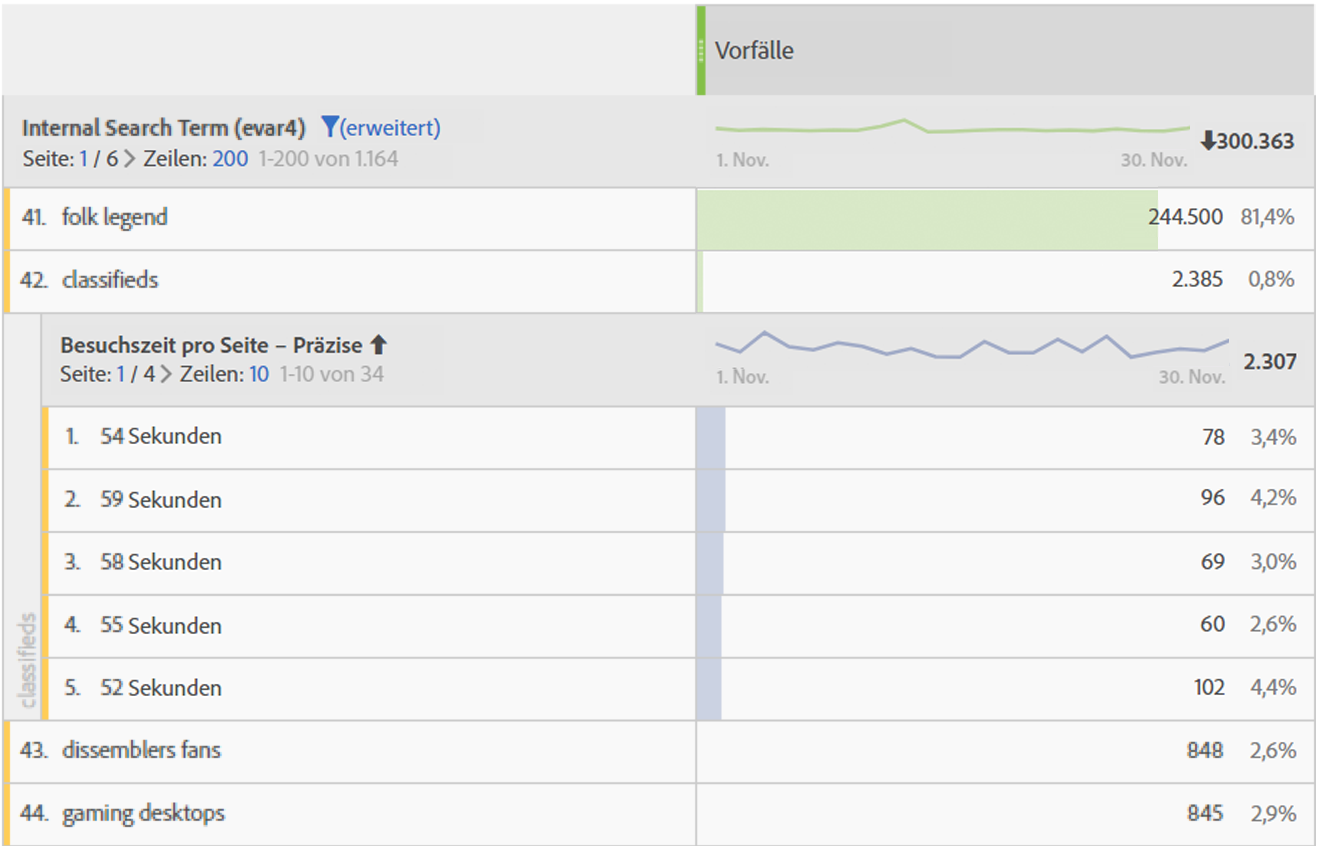 Vorfälle
Internal Search Term (evar4) (erweitert)
Seite: 1 / 6 > Zeilen: 200 1-200 von 1.164
1. Nov. 30. Nov. 300.363
41. folk legend 244.500 81,4%
42. classifieds 2.385 0,8%
Besuchszeit pro Seite – Präzise
Seite: 1 / 4 > Zeilen: 10 1-10 von 34
1. Nov. 30. Nov. 2.307
classifieds
1. 54 Sekunden 78 3,4%
2. 59 Sekunden 96 4,2%
3. 58 Sekunden 69 3,0%
4. 55 Sekunden 60 2,6%
5. 52 Sekunden 102 4,4%
43. dissemblers fans 848 2,6%
44. gaming desktops 845 2,9%